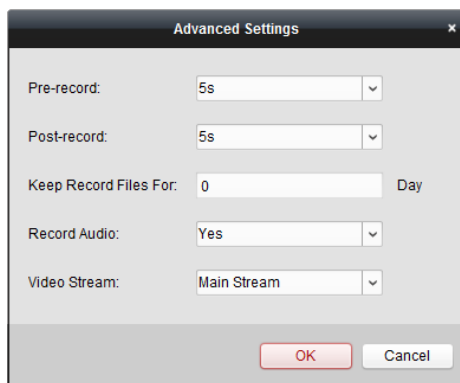 Advanced Settings ×
Pre-record: 5s
Post-record: 5s
Keep Record Files For: 0 Day
Record Audio: Yes
Video Stream: Main Stream
OK Cancel